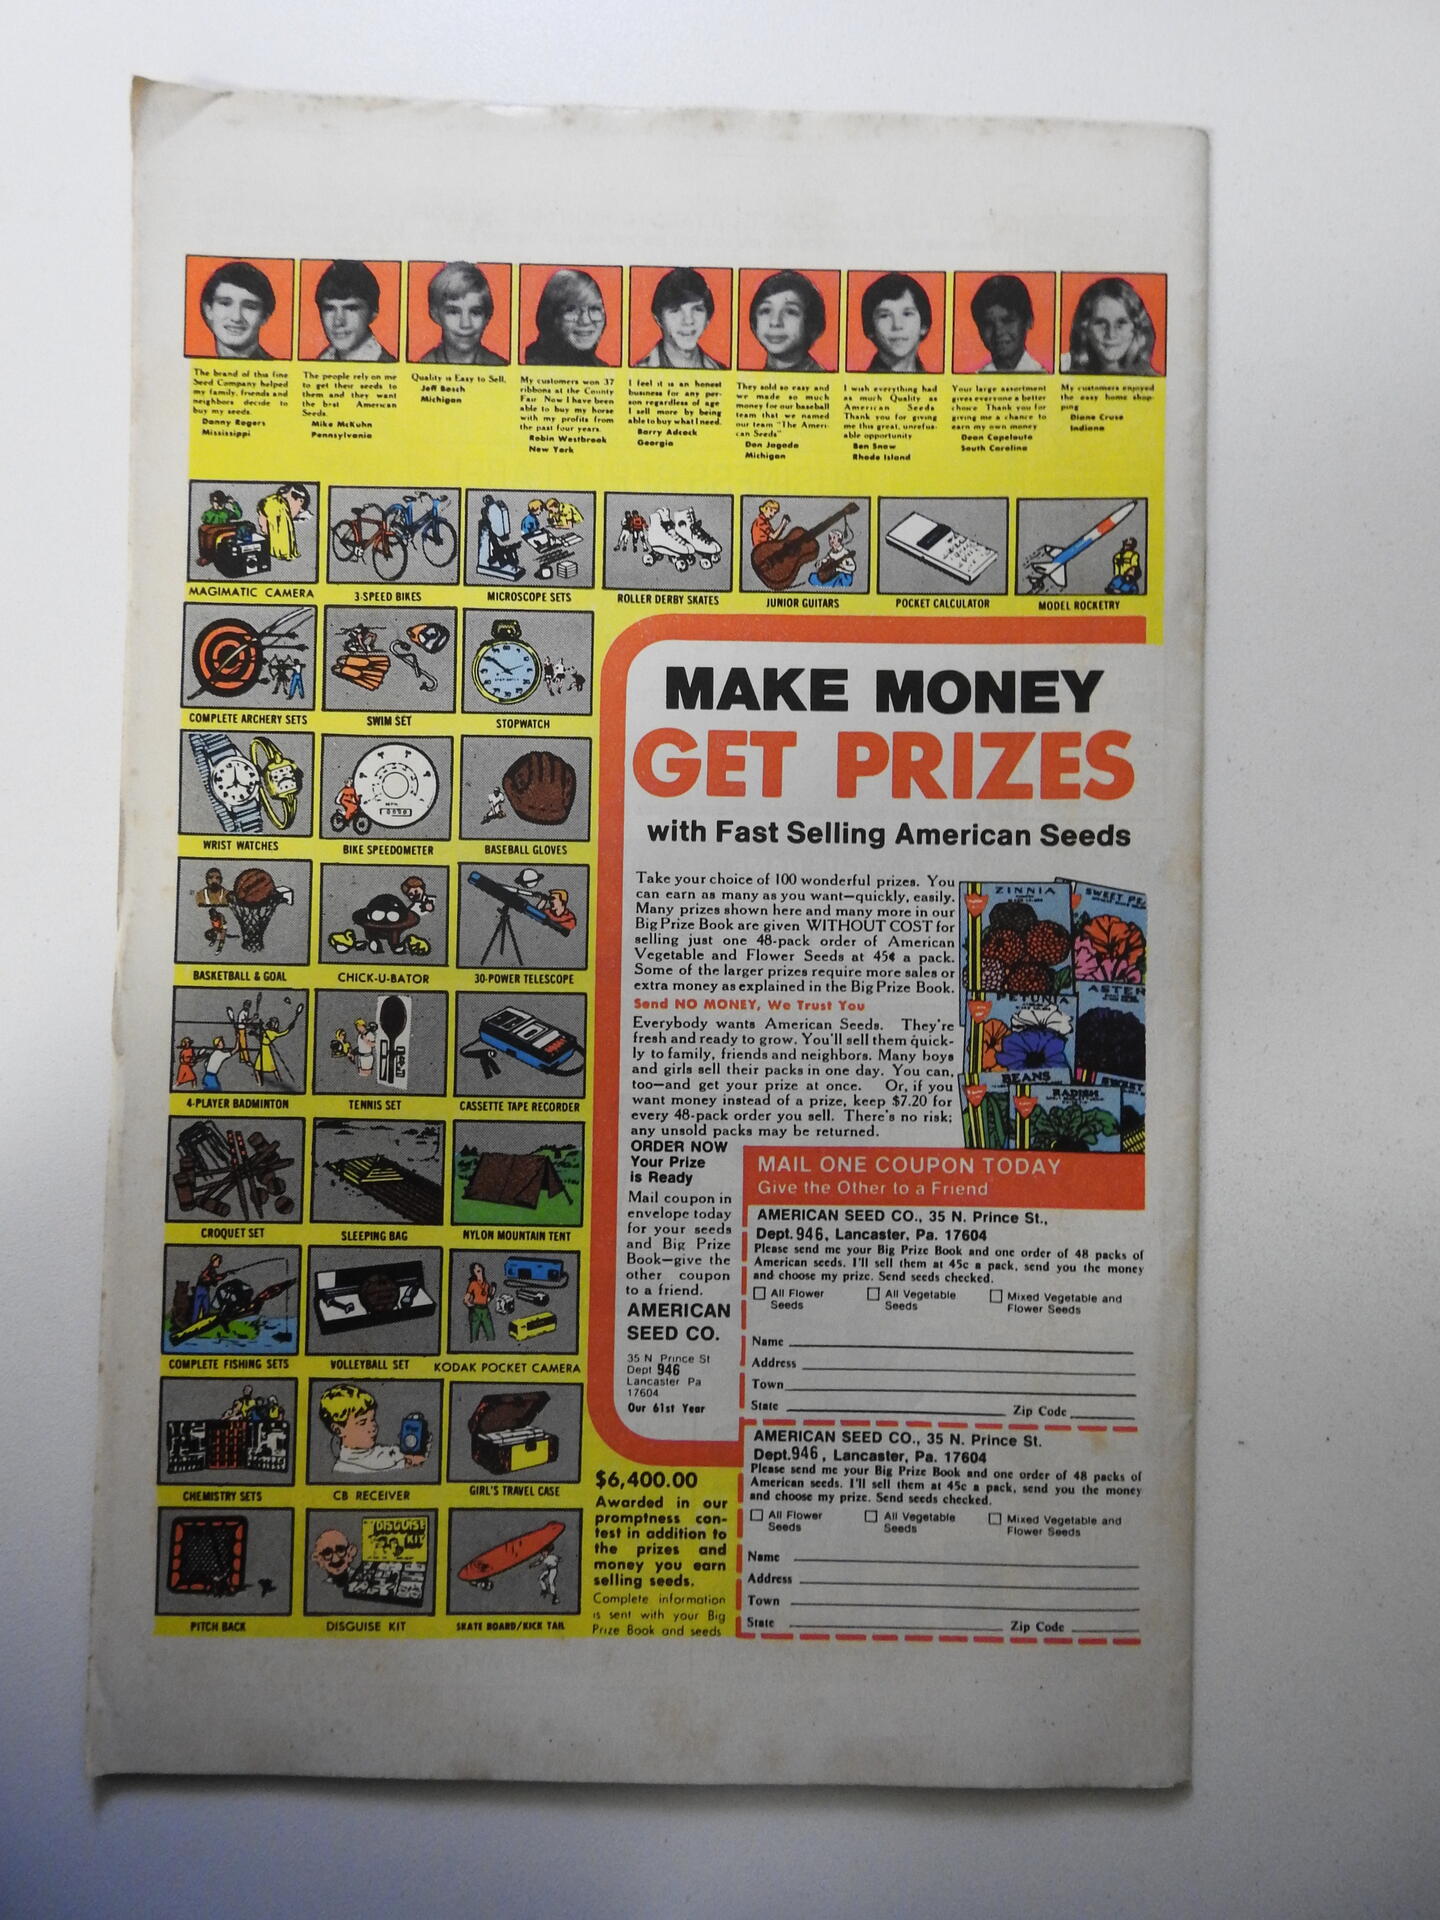 The brand of this fine
Seed Company helped
my family, friends and
neighbors decide to
buy my seeds.
Danny Rogers
Mississippi
The people rely on me
to get their seeds to
them and they want
the best American
Seeds.
Mike McKuhn
Pennsylvania
Quality is Easy to Sell.
Jeff Bosch
Michigan
My customers won 37
ribbons at the County
Fair Now I have been
able to buy my horse
with my profits from
the past four years.
Robin Westbrook
New York
I feel it is an honest
business for any per-
son regardless of age
I sell more by being
able to buy what I need.
Barry Adcock
Georgia
They sold so easy and
we made so much
money for our baseball
team that we named
our team "The Ameri-
can Seeds"
Don Jagoda
Michigan
I wish everything had
as much Quality as
American Seeds
Thank you for giving
me this great, unrefus-
able opportunity
Ben Snow
Rhode Island
Your large assortment
gives everyone a better
choice Thank you for
giving me a chance to
earn my own money
Dean Capelouto
South Carolina
My customers enjoyed
the easy home shop-
ping
Diane Cruse
Indiana
MAGIMATIC CAMERA
3-SPEED BIKES
MICROSCOPE SETS
ROLLER DERBY SKATES
JUNIOR GUITARS
POCKET CALCULATOR
MODEL ROCKETRY
COMPLETE ARCHERY SETS
SWIM SET
STOPWATCH
WRIST WATCHES
BIKE SPEEDOMETER
BASEBALL GLOVES
BASKETBALL & GOAL
CHICK-U-BATOR
30-POWER TELESCOPE
4-PLAYER BADMINTON
TENNIS SET
CASSETTE TAPE RECORDER
CROQUET SET
SLEEPING BAG
NYLON MOUNTAIN TENT
COMPLETE FISHING SETS
VOLLEYBALL SET
KODAK POCKET CAMERA
CHEMISTRY SETS
CB RECEIVER
GIRL'S TRAVEL CASE
DISGUISE
KIT
PITCH BACK
DISGUISE KIT
SKATE BOARD/KICK TAIL
MAKE MONEY
GET PRIZES
with Fast Selling American Seeds
Take your choice of 100 wonderful prizes. You
can earn as many as you want—quickly, easily.
Many prizes shown here and many more in our
Big Prize Book are given WITHOUT COST for
selling just one 48-pack order of American
Vegetable and Flower Seeds at 45¢ a pack.
Some of the larger prizes require more sales or
extra money as explained in the Big Prize Book.
Send NO MONEY, We Trust You
Everybody wants American Seeds. They're
fresh and ready to grow. You'll sell them quick-
ly to family, friends and neighbors. Many boys
and girls sell their packs in one day. You can,
too—and get your prize at once. Or, if you
want money instead of a prize, keep $7.20 for
every 48-pack order you sell. There's no risk;
any unsold packs may be returned.
ZINNIA
SWEET PE
PETUNIA
ASTER
BEANS
RADISH
SWEET
ORDER NOW
Your Prize
is Ready
Mail coupon in
envelope today
for your seeds
and Big Prize
Book—give the
other coupon
to a friend.
AMERICAN
SEED CO.
35 N Prince St
Dept 946
Lancaster Pa
17604
Our 61st Year
$6,400.00
Awarded in our
promptness con-
test in addition to
the prizes and
money you earn
selling seeds.
Complete information
is sent with your Big
Prize Book and seeds
MAIL ONE COUPON TODAY
Give the Other to a Friend
AMERICAN SEED CO., 35 N. Prince St.,
Dept. 946, Lancaster, Pa. 17604
Please send me your Big Prize Book and one order of 48 packs of
American seeds. I'll sell them at 45c a pack, send you the money
and choose my prize. Send seeds checked.
All Flower
Seeds
All Vegetable
Seeds
Mixed Vegetable and
Flower Seeds
Name
Address
Town
State Zip Code
AMERICAN SEED CO., 35 N. Prince St.
Dept. 946, Lancaster, Pa. 17604
Please send me your Big Prize Book and one order of 48 packs of
American seeds. I'll sell them at 45c a pack, send you the money
and choose my prize. Send seeds checked.
All Flower
Seeds
All Vegetable
Seeds
Mixed Vegetable and
Flower Seeds
Name
Address
Town
State Zip Code